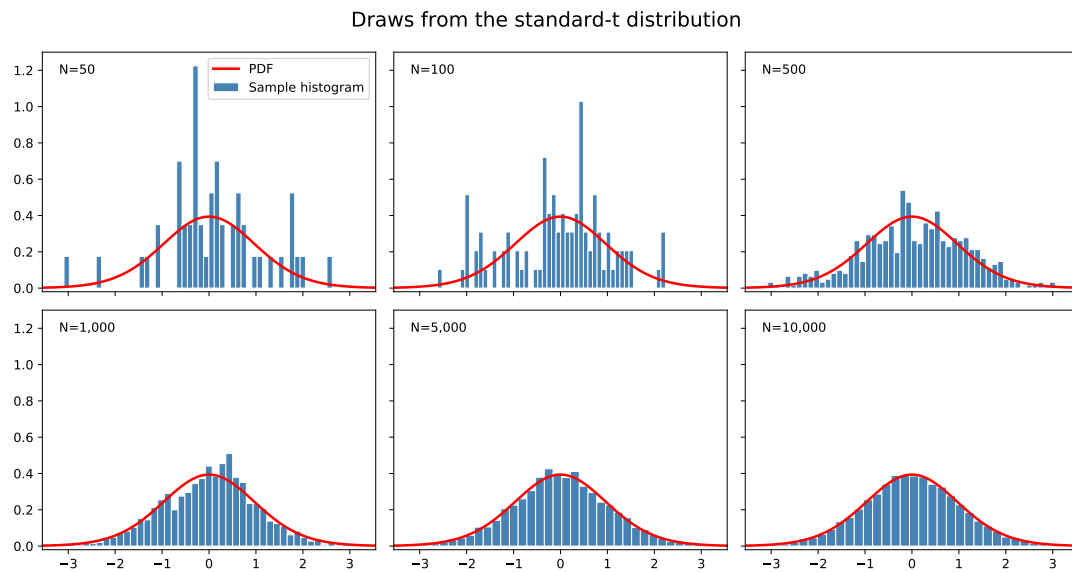 Draws from the standard-t distribution
N=50
PDF
Sample histogram
N=100
N=500
1.2
1.0
0.8
0.6
0.4
0.2
0.0
N=1,000
N=5,000
N=10,000
1.2
1.0
0.8
0.6
0.4
0.2
0.0
−3 −2 −1 0 1 2 3
−3 −2 −1 0 1 2 3
−3 −2 −1 0 1 2 3